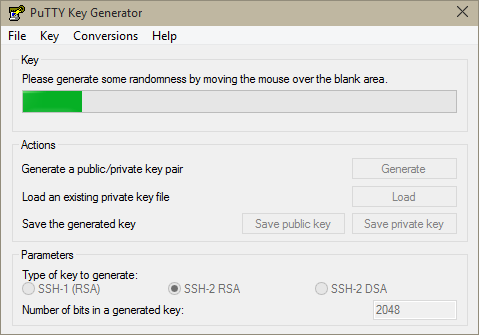 PuTTY Key Generator
File Key Conversions Help
Key
Please generate some randomness by moving the mouse over the blank area.
Actions
Generate a public/private key pair
Generate
Load an existing private key file
Load
Save the generated key
Save public key
Save private key
Parameters
Type of key to generate:
SSH-1 (RSA) SSH-2 RSA SSH-2 DSA
Number of bits in a generated key:
2048